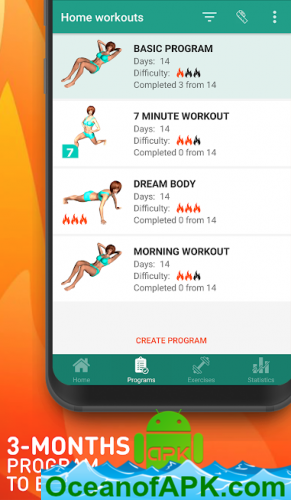 Home workouts
BASIC PROGRAM
Days: 14
Difficulty:
Completed 3 from 14
7 MINUTE WORKOUT
7
Days: 14
Difficulty:
Completed 0 from 14
DREAM BODY
Days: 14
Difficulty:
Completed 0 from 14
MORNING WORKOUT
Days: 14
Difficulty:
Completed 0 from 14
CREATE PROGRAM
Home Programs Exercises Statistics
3-MONTHS
PROGRAM
TO
APK
OceanofAPK.com